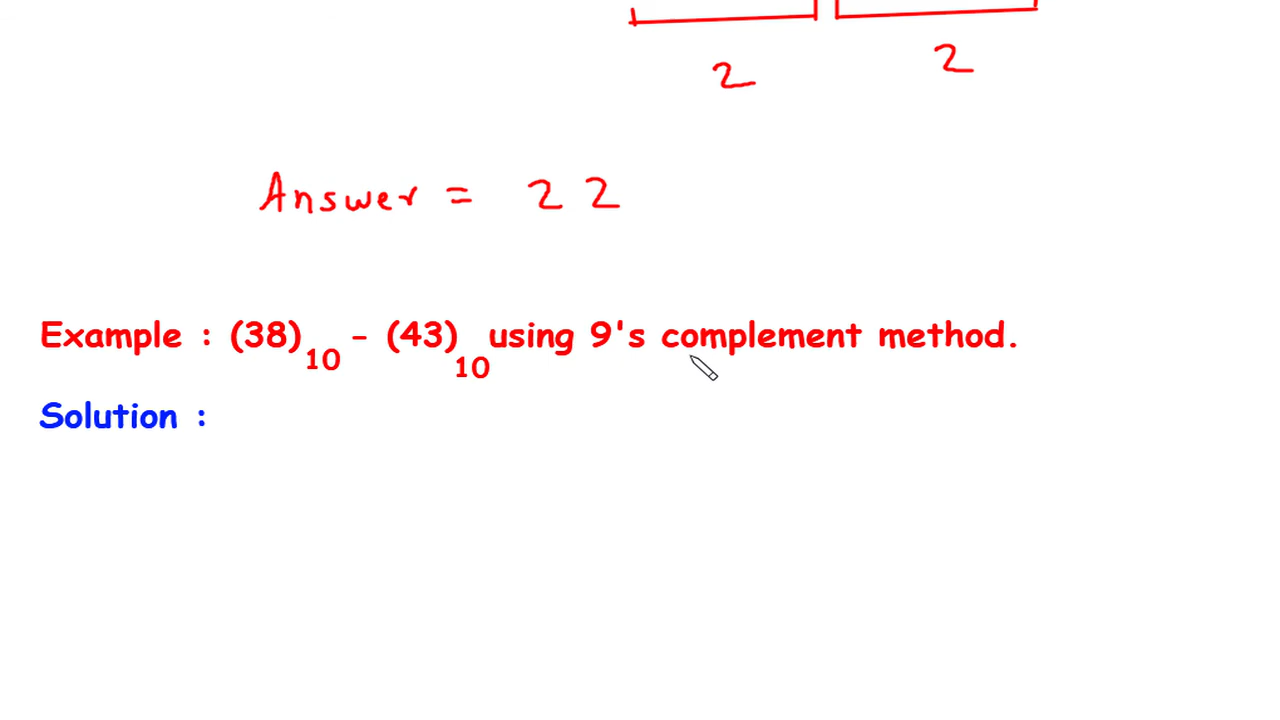 2 2
Answer = 2 2
Example : (38)10 - (43)10 using 9's complement method.
Solution :